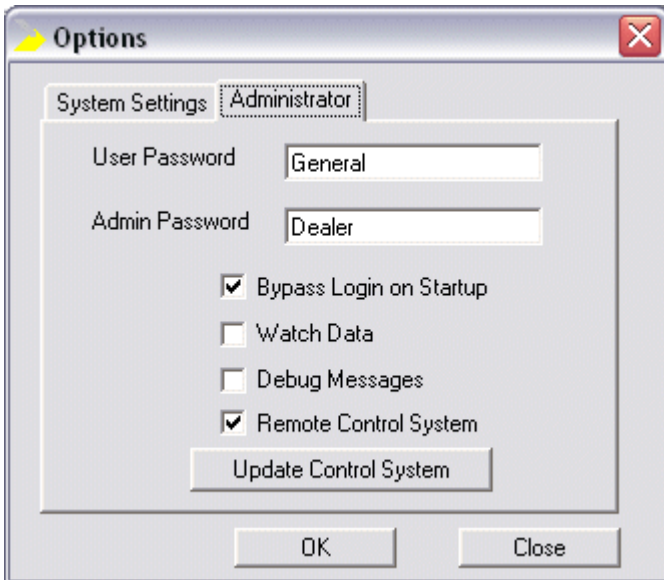 Options
System Settings Administrator
User Password General
Admin Password Dealer
Bypass Login on Startup
Watch Data
Debug Messages
Remote Control System
Update Control System
OK Close